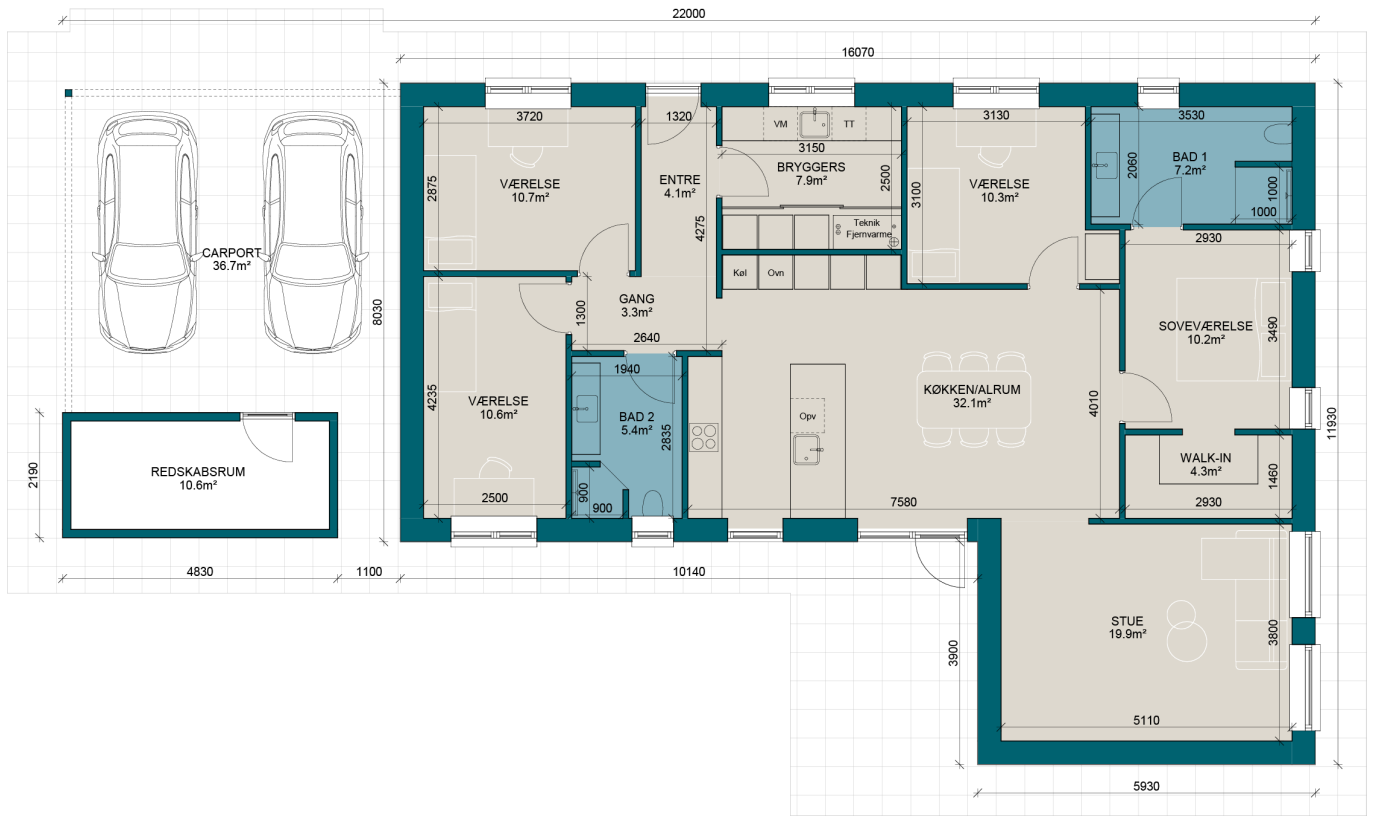 22000
16070
3720
1320
VM
TT
3150
3130
3530
VÆRELSE
10.7m²
2875
ENTRE
4.1m²
4275
BRYGGERS
7.9m²
2500
VÆRELSE
10.3m²
3100
BAD 1
7.2m²
2060
1000
1000
Teknik
Fjernvarme
CARPORT
36.7m²
8030
Køl
Ovn
2930
GANG
3.3m²
1300
2640
SOVEVÆRELSE
10.2m²
3490
1940
VÆRELSE
10.6m²
4235
BAD 2
5.4m²
2835
Opv
KØKKEN/ALRUM
32.1m²
4010
11930
REDSKABSRUM
10.6m²
2190
WALK-IN
4.3m²
1460
2500
900
900
7580
2930
4830
1100
10140
STUE
19.9m²
3800
3900
5110
5930